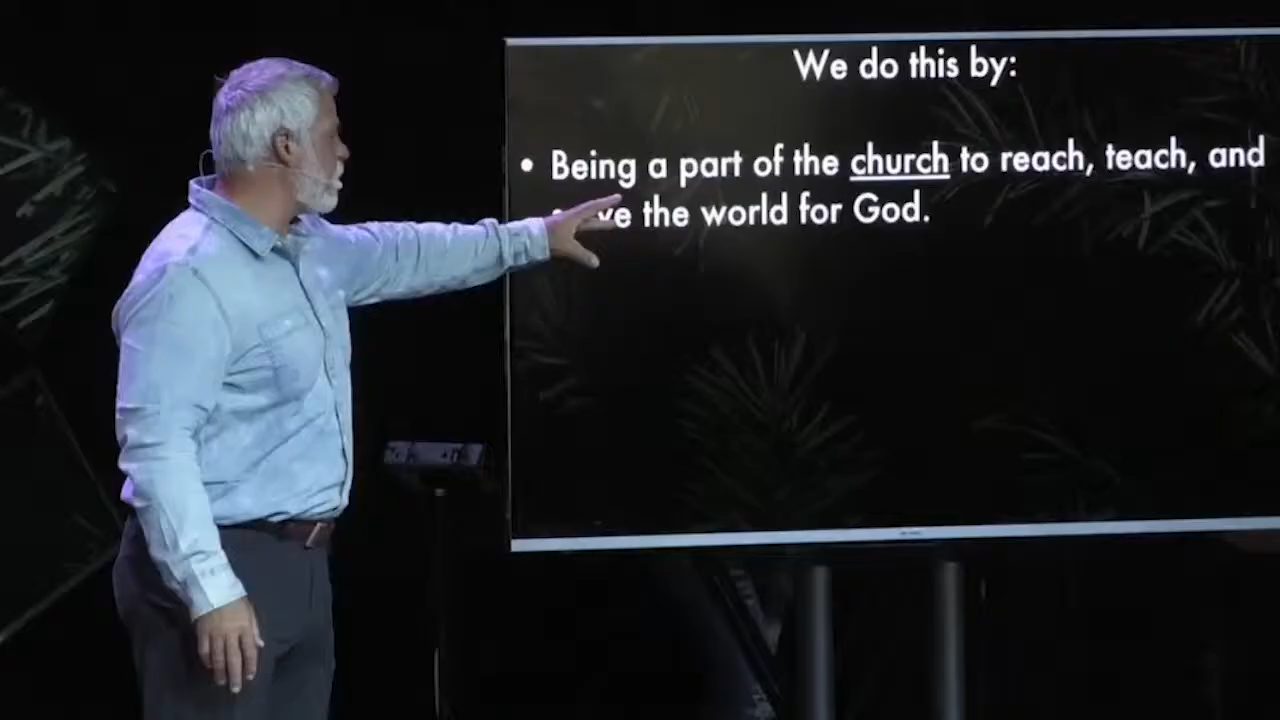 We do this by:
• Being a part of the church to reach, teach, and
the world for God.